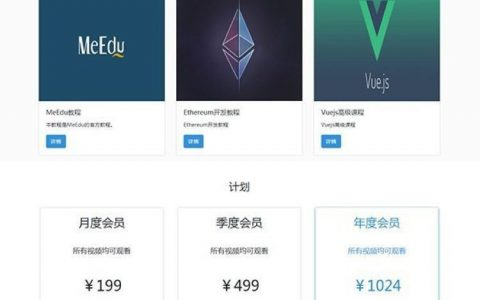 MeEdu
Vue.js
MeEdu教程
本教程是MeEdu的官方教程。
详情
Ethereum开发教程
Ethereum开发教程
详情
Vuejs高级课程
Vuejs高级课程
详情
计划
月度会员
所有视频均可观看
￥199
季度会员
所有视频均可观看
￥499
年度会员
所有视频均可观看
￥1024